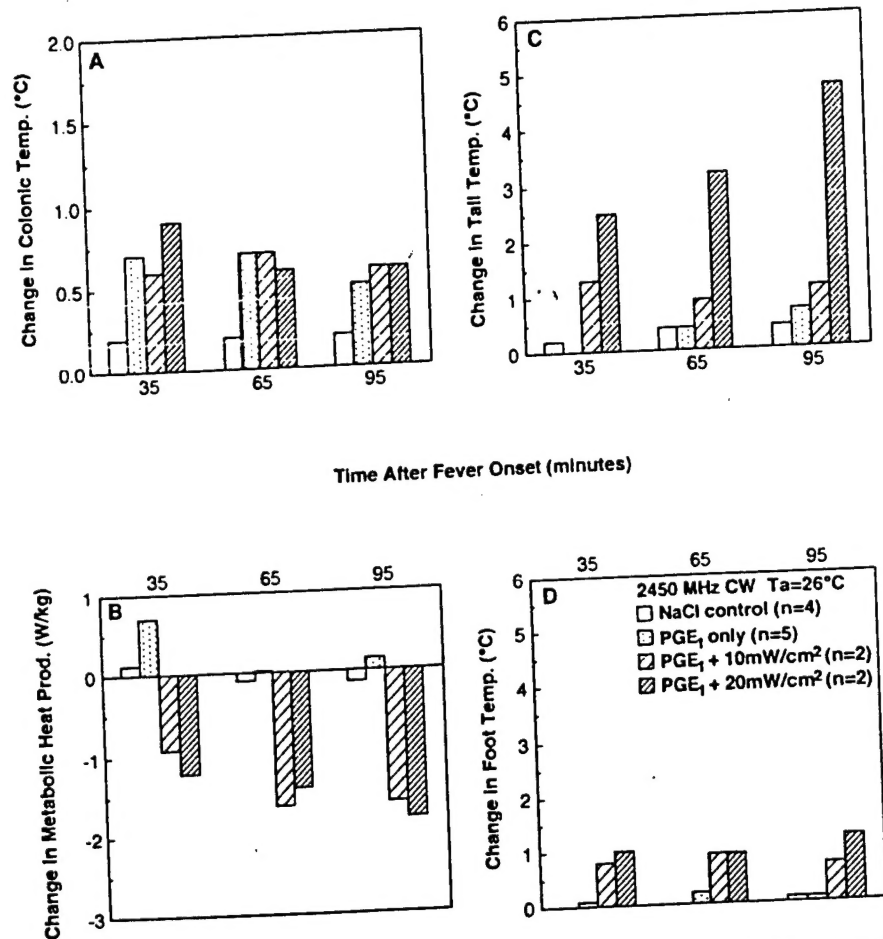 A
Change in Colonic Temp. (°C)
2.0
1.5
1.0
0.5
0.0
35
65
95
C
Change in Tail Temp. (°C)
6
5
4
3
2
1
0
35
65
95
Time After Fever Onset (minutes)
35
65
95
B
Change in Metabolic Heat Prod. (W/kg)
1
0
-1
-2
-3
35
65
95
D
2450 MHz CW Ta=26°C
NaCl control (n=4)
PGE₁ only (n=5)
PGE₁ + 10mW/cm² (n=2)
PGE₁ + 20mW/cm² (n=2)
Change in Foot Temp. (°C)
6
5
4
3
2
1
0